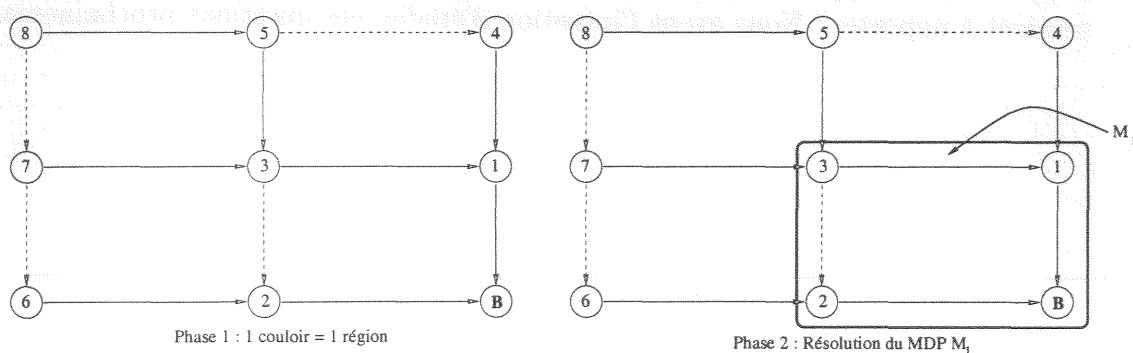 8 5 4 8 5 4
M
7 3 1 7 3 1
6 2 B 6 2 B
Phase 1 : 1 couloir = 1 région
Phase 2 : Résolution du MDP M₁